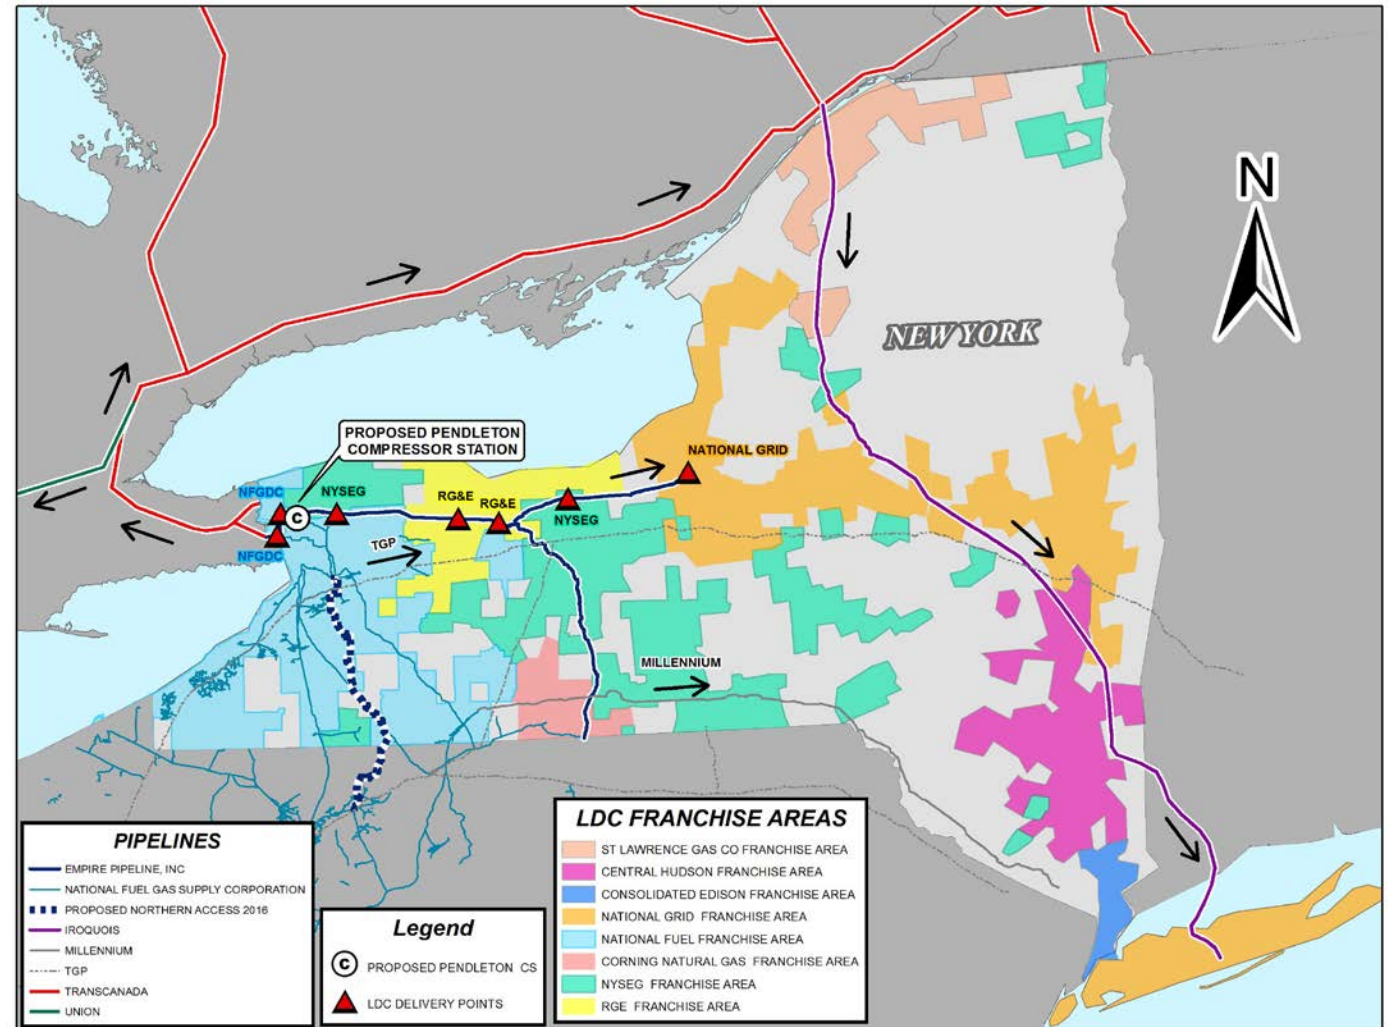 N
NEW YORK
PROPOSED PENDLETON
COMPRESSOR STATION
NATIONAL GRID
NFGDC
NYSEG
RG&E
RG&E
NYSEG
C
NFGDC
TGP
MILLENNIUM
PIPELINES
EMPIRE PIPELINE, INC
NATIONAL FUEL GAS SUPPLY CORPORATION
PROPOSED NORTHERN ACCESS 2016
IROQUOIS
MILLENNIUM
TGP
TRANSCANADA
UNION
Legend
C PROPOSED PENDLETON CS
LDC DELIVERY POINTS
LDC FRANCHISE AREAS
ST LAWRENCE GAS CO FRANCHISE AREA
CENTRAL HUDSON FRANCHISE AREA
CONSOLIDATED EDISON FRANCHISE AREA
NATIONAL GRID FRANCHISE AREA
NATIONAL FUEL FRANCHISE AREA
CORNING NATURAL GAS FRANCHISE AREA
NYSEG FRANCHISE AREA
RGE FRANCHISE AREA